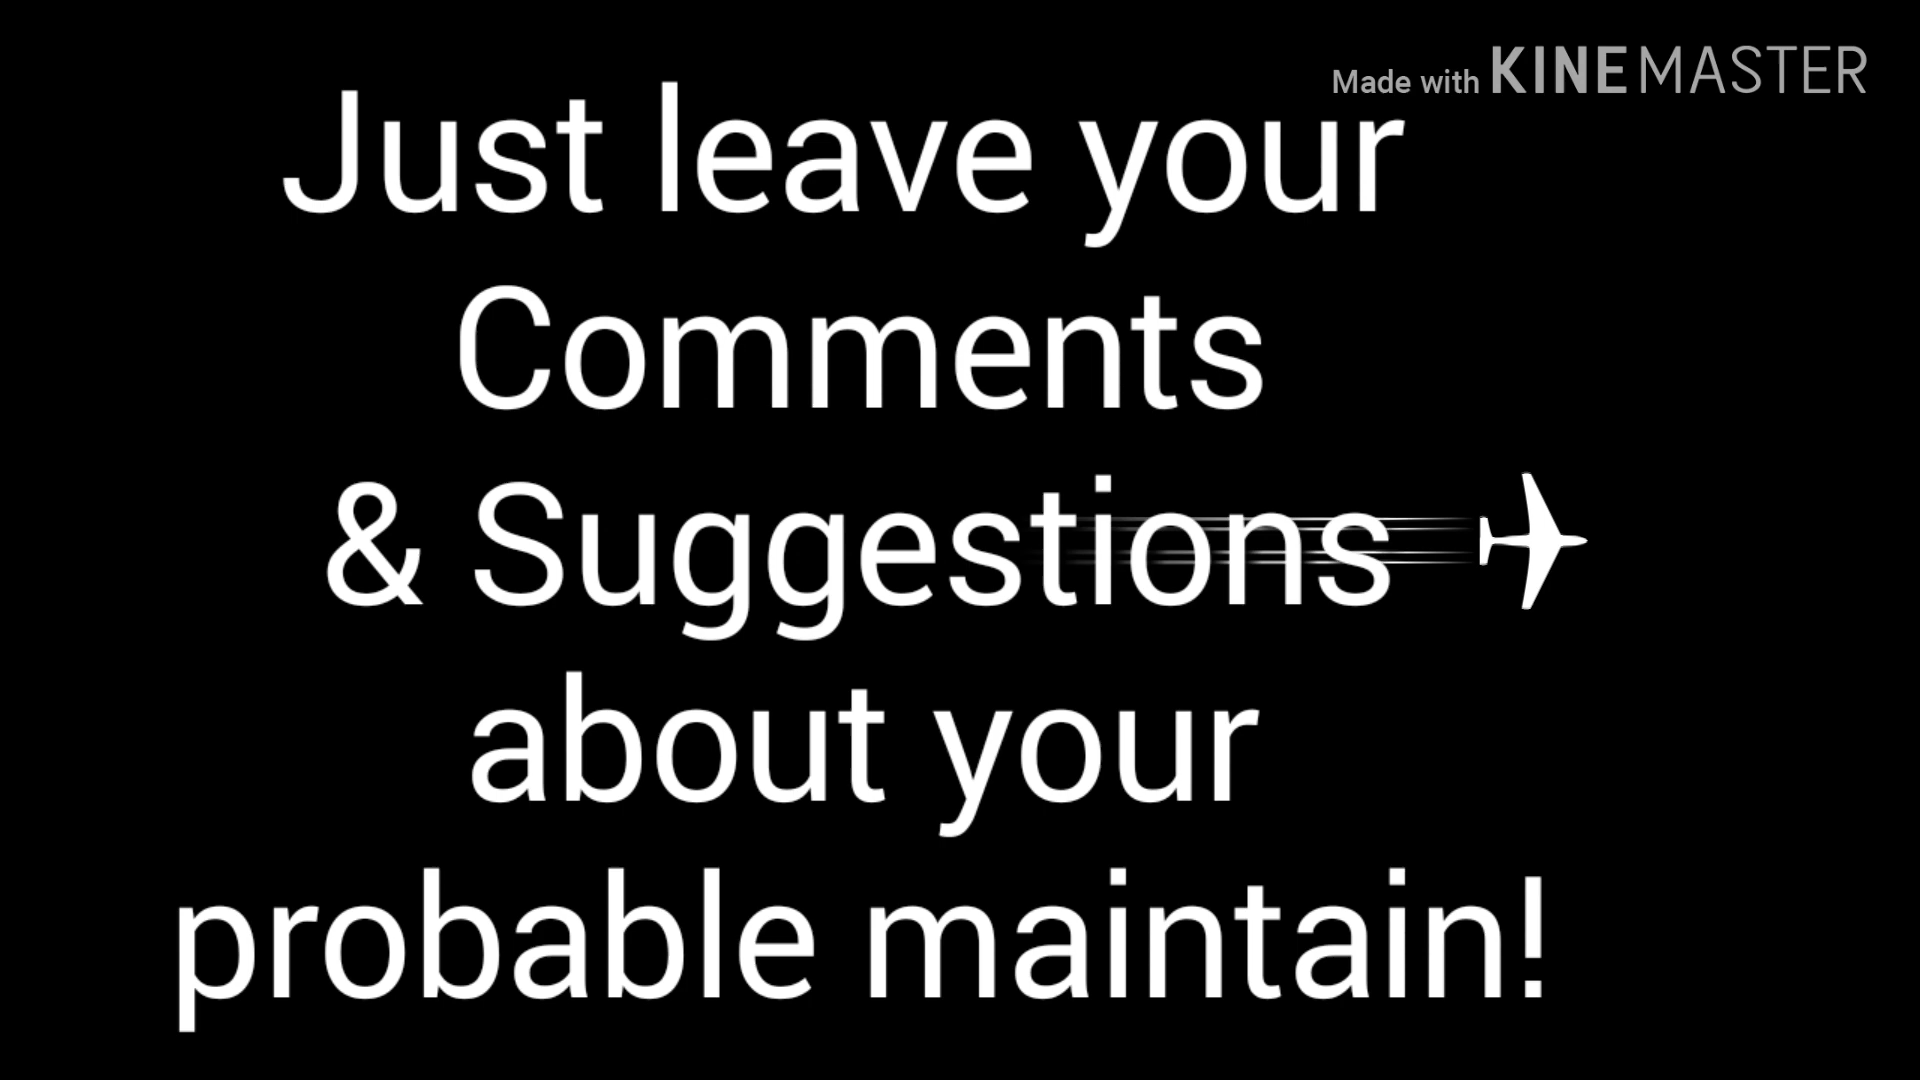 Made with KINEMASTER
Just leave your
Comments
& Suggestions
about your
probable maintain!